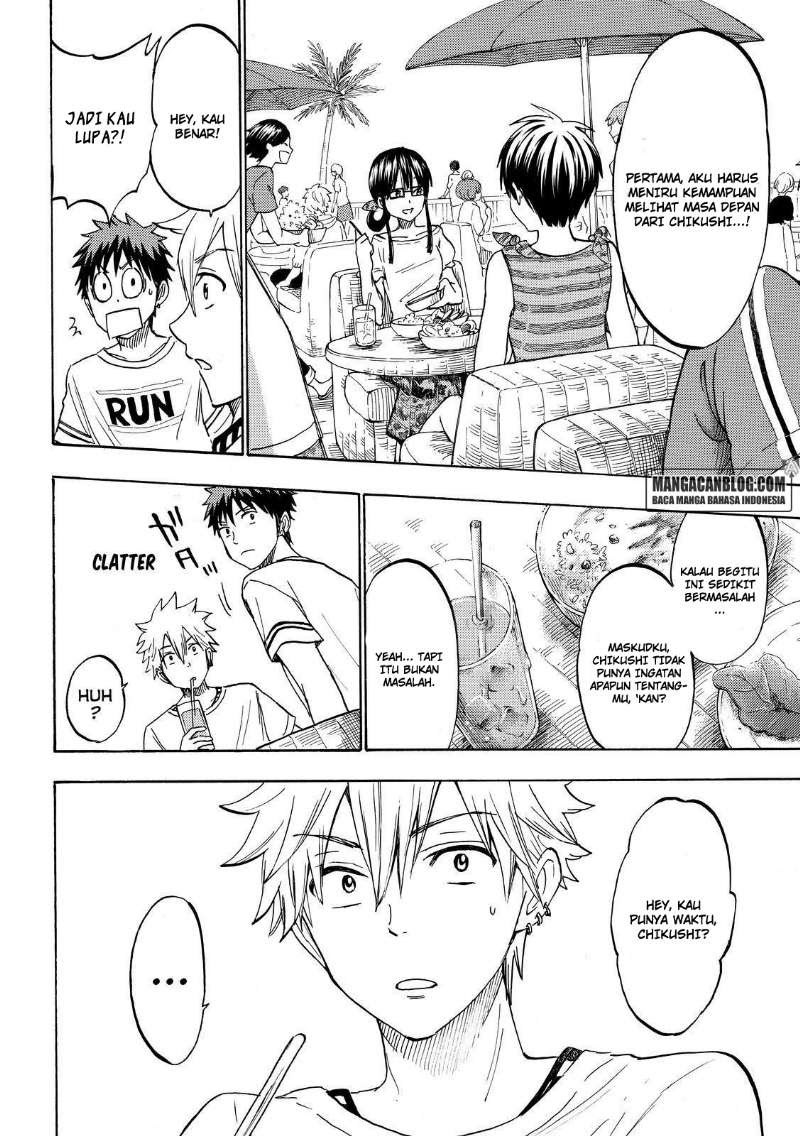 PERTAMA, AKU HARUS
MENIRU KEMAMPUAN
MELIHAT MASA DEPAN
DARI CHIKUSHI...!
HEY, KAU
BENAR!
JADI KAU
LUPA?!
RUN
MANGACANBLOG.COM
BACA MANGA BAHASA INDONESIA
KALAU BEGITU
INI SEDIKIT
BERMASALAH
...
MASKUDKU,
CHIKUSHI TIDAK
PUNYA INGATAN
APAPUN TENTANG-
MU, 'KAN?
YEAH... TAPI
ITU BUKAN
MASALAH.
ガタ
CLATTER
HUH
?
HEY, KAU
PUNYA WAKTU,
CHIKUSHI?
...